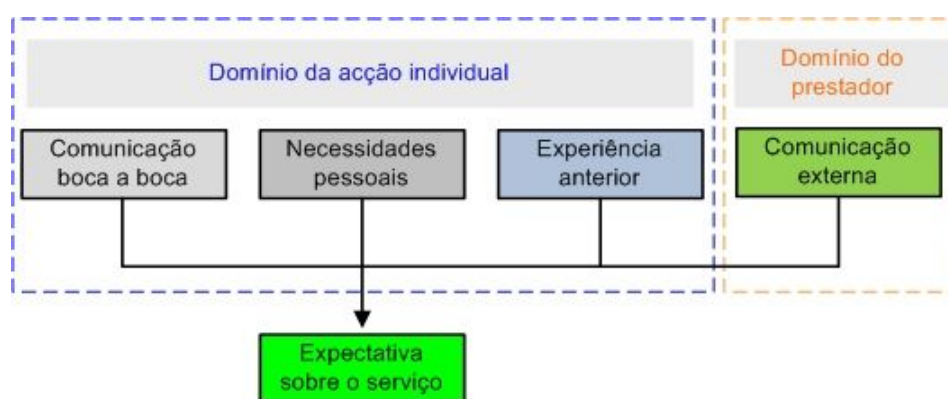 Domínio da acção individual
Domínio do
prestador
Comunicação
boca a boca
Necessidades
pessoais
Experiência
anterior
Comunicação
externa
Expectativa
sobre o serviço